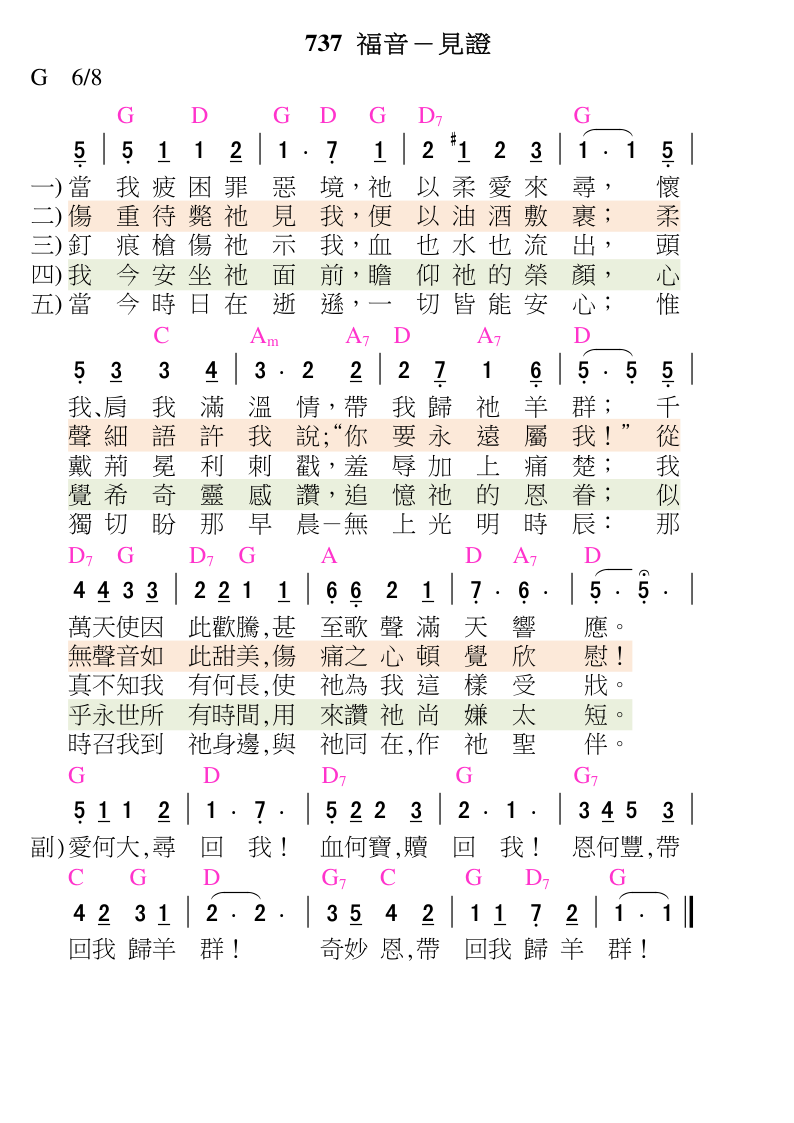 737 福音－見證
G 6/8
G D G D G D7 G
5 | 5 1 1 2 | 1 · 7 1 | 2 #1 2 3 | 1 · 1 5 |
一)當 我疲困罪惡境，祂以柔愛來尋， 懷
二)傷重待斃祂見我，便以油酒敷裹； 柔
三)釘痕槍傷祂示我，血也水也流出， 頭
四)我今安坐祂面前，瞻仰祂的榮顏， 心
五)當今時日在逝遜，一切皆能安心； 惟
C Am A7 D A7 D
5 3 3 4 | 3 · 2 2 | 2 7 1 6 | 5 · 5 5 |
我、肩我滿溫情，帶我歸祂羊群； 千
聲細語許我說；“你要永遠屬我！” 從
戴荊冕利刺戳，羞辱加上痛楚； 我
覺希奇靈感讚，追憶祂的恩眷； 似
獨切盼那早晨－無上光明時辰： 那
D7 G D7 G A D A7 D
4 4 3 3 | 2 2 1 1 | 6 6 2 1 | 7 · 6 · | 5 · 5 · |
萬天使因此歡騰,甚至歌聲滿天響應。
無聲音如此甜美,傷痛之心頓覺欣慰！
真不知我有何長,使祂為我這樣受戕。
乎永世所有時間,用來讚祂尚嫌太短。
時召我到祂身邊,與祂同在,作祂聖伴。
G D D7 G G7
5 1 1 2 | 1 · 7 · | 5 2 2 3 | 2 · 1 · | 3 4 5 3 |
副)愛何大,尋回我！ 血何寶,贖回我！ 恩何豐,帶
C G D G7 C G D7 G
4 2 3 1 | 2 · 2 · | 3 5 4 2 | 1 1 7 2 | 1 · 1 ‖
回我歸羊群！ 奇妙恩,帶回我歸羊群！